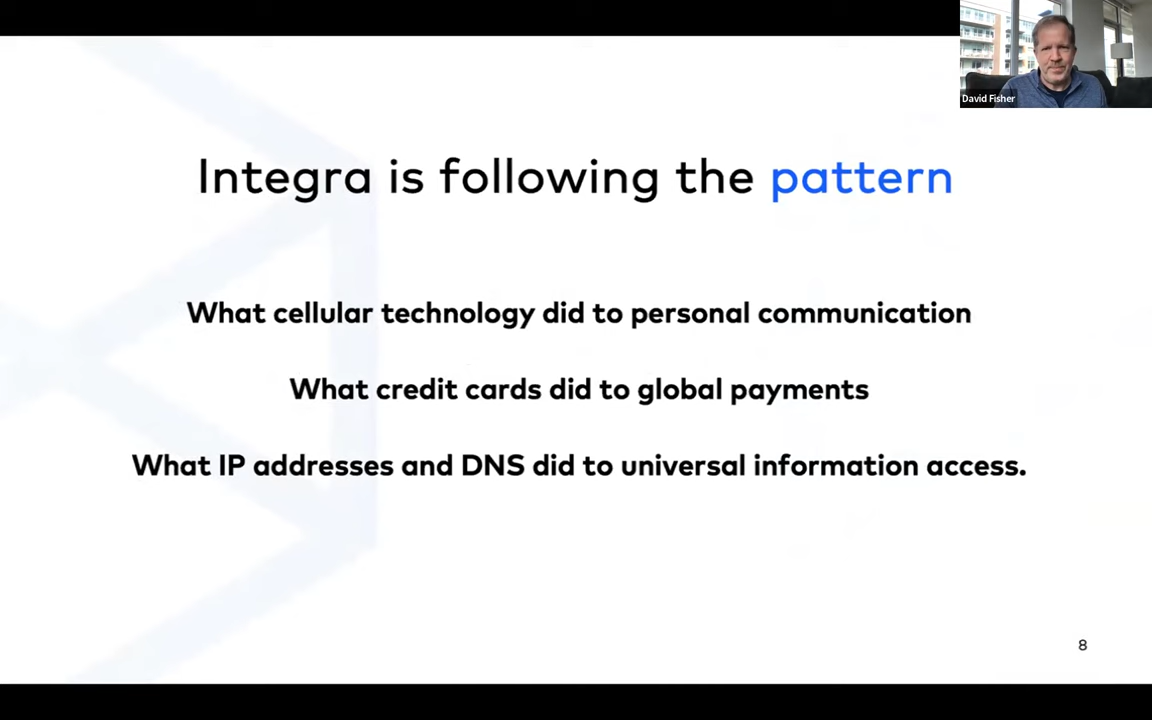 David Fisher
Integra is following the pattern
What cellular technology did to personal communication
What credit cards did to global payments
What IP addresses and DNS did to universal information access.
8